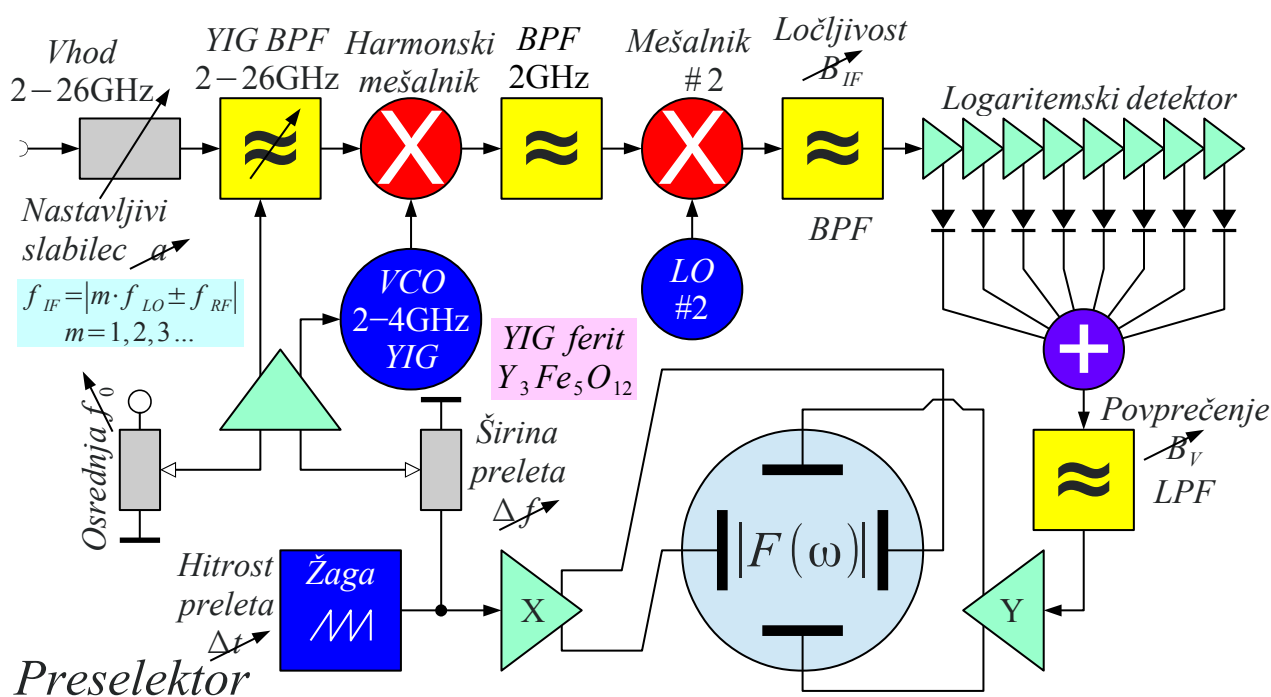 Vhod
2−26GHz
YIG BPF
2−26GHz
Harmonski
mešalnik
BPF
2GHz
Mešalnik
#2
Ločljivost
B_IF
BPF
Logaritemski detektor
Nastavljivi
slabilec a
f_IF=|m·f_LO±f_RF|
m=1,2,3...
VCO
2−4GHz
YIG
LO
#2
YIG ferit
Y_3Fe_5O_12
Osrednja f_0
Širina
preleta
Δf
Povprečenje
B_V
LPF
Hitrost
preleta
Δt
Žaga
X
|F(ω)|
Y
Preselektor